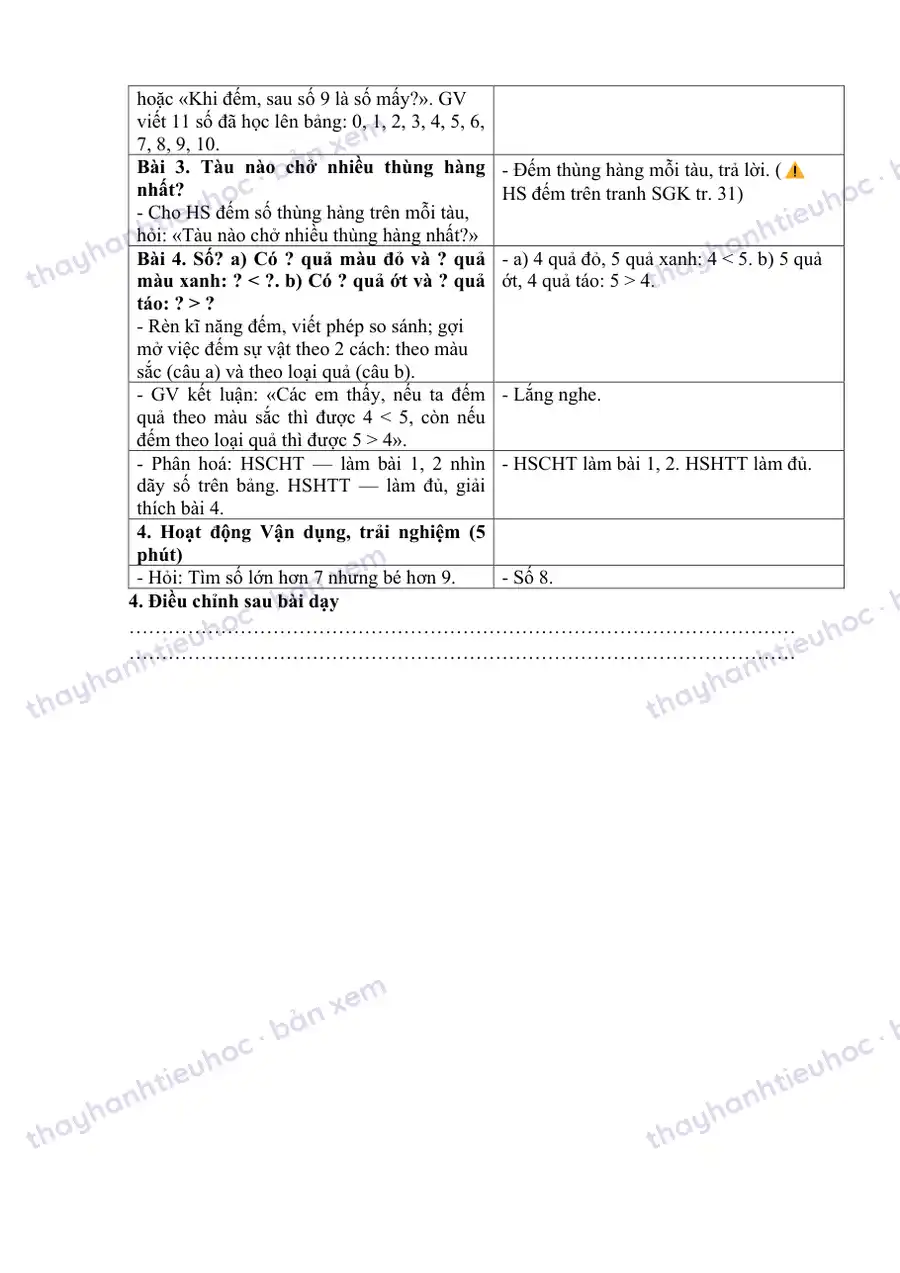 hoặc «Khi đếm, sau số 9 là số mấy?». GV
viết 11 số đã học lên bảng: 0, 1, 2, 3, 4, 5, 6,
7, 8, 9, 10.
Bài 3. Tàu nào chở nhiều thùng hàng
nhất?
- Cho HS đếm số thùng hàng trên mỗi tàu,
hỏi: «Tàu nào chở nhiều thùng hàng nhất?»
- Đếm thùng hàng mỗi tàu, trả lời. (⚠
HS đếm trên tranh SGK tr. 31)
Bài 4. Số? a) Có ? quả màu đỏ và ? quả
màu xanh: ? < ?. b) Có ? quả ớt và ? quả
táo: ? > ?
- Rèn kĩ năng đếm, viết phép so sánh; gợi
mở việc đếm sự vật theo 2 cách: theo màu
sắc (câu a) và theo loại quả (câu b).
- a) 4 quả đỏ, 5 quả xanh: 4 < 5. b) 5 quả
ớt, 4 quả táo: 5 > 4.
- GV kết luận: «Các em thấy, nếu ta đếm
quả theo màu sắc thì được 4 < 5, còn nếu
đếm theo loại quả thì được 5 > 4».
- Lắng nghe.
- Phân hoá: HSCHT — làm bài 1, 2 nhìn
dãy số trên bảng. HSHTT — làm đủ, giải
thích bài 4.
- HSCHT làm bài 1, 2. HSHTT làm đủ.
4. Hoạt động Vận dụng, trải nghiệm (5
phút)
- Hỏi: Tìm số lớn hơn 7 nhưng bé hơn 9.
- Số 8.
4. Điều chỉnh sau bài dạy
……………………………………………………………………………………
……………………………………………………………………………………
thayhanhtieuhoc · bản xem
thayhanhtieuhoc · b
thayhanhtieuhoc · bản xem
thayhanhtieuhoc · b
thayhanhtieuhoc · bản xem
thayhanhtieuhoc · b